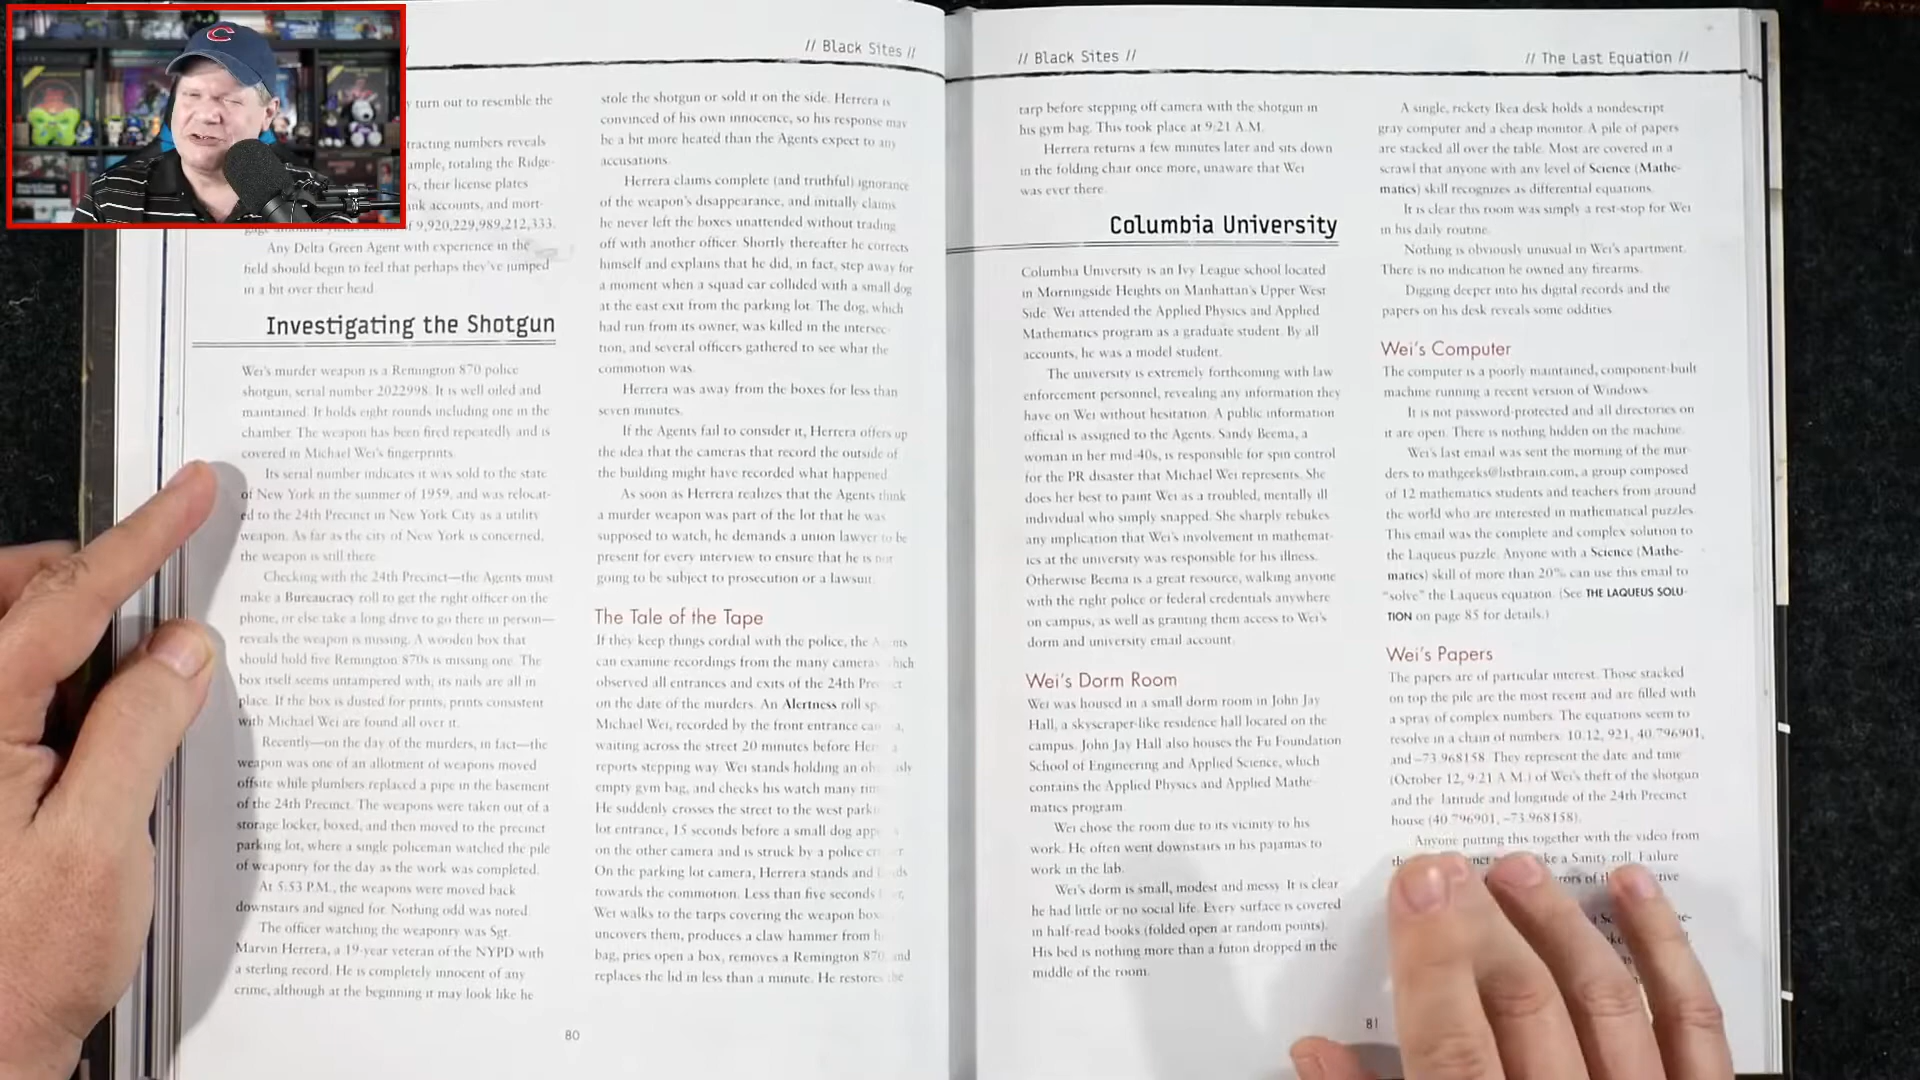 // Black Sites //
y turn out to resemble the
tracting numbers reveals
ample, totaling the Ridge-
rs, their license plates
ank accounts, and mort-
of 9,920,229,989,212,333.
Any Delta Green Agent with experience in the
field should begin to feel that perhaps they've jumped
in a bit over their head.
Investigating the Shotgun
Wei's murder weapon is a Remington 870 police
shotgun, serial number 2022998. It is well oiled and
maintained. It holds eight rounds including one in the
chamber. The weapon has been fired repeatedly and is
covered in Michael Wei's fingerprints.
Its serial number indicates it was sold to the state
of New York in the summer of 1959, and was relocat-
ed to the 24th Precinct in New York City as a utility
weapon. As far as the city of New York is concerned,
the weapon is still there.
Checking with the 24th Precinct—the Agents must
make a Bureaucracy roll to get the right officer on the
phone, or else take a long drive to go there in person—
reveals the weapon is missing. A wooden box that
should hold five Remington 870s is missing one. The
box itself seems untampered with; its nails are all in
place. If the box is dusted for prints, prints consistent
with Michael Wei are found all over it.
Recently—on the day of the murders, in fact—the
weapon was one of an allotment of weapons moved
offsite while plumbers replaced a pipe in the basement
of the 24th Precinct. The weapons were taken out of a
storage locker, boxed, and then moved to the precinct
parking lot, where a single policeman watched the pile
of weaponry for the day as the work was completed.
At 5:53 P.M., the weapons were moved back
downstairs and signed for. Nothing odd was noted.
The officer watching the weaponry was Sgt.
Marvin Herrera, a 19-year veteran of the NYPD with
a sterling record. He is completely innocent of any
crime, although at the beginning it may look like he
stole the shotgun or sold it on the side. Herrera is
convinced of his own innocence, so his response may
be a bit more heated than the Agents expect to any
accusations.
Herrera claims complete (and truthful) ignorance
of the weapon's disappearance, and initially claims
he never left the boxes unattended without trading
off with another officer. Shortly thereafter he corrects
himself and explains that he did, in fact, step away for
a moment when a squad car collided with a small dog
at the east exit from the parking lot. The dog, which
had run from its owner, was killed in the intersec-
tion, and several officers gathered to see what the
commotion was.
Herrera was away from the boxes for less than
seven minutes.
If the Agents fail to consider it, Herrera offers up
the idea that the cameras that record the outside of
the building might have recorded what happened.
As soon as Herrera realizes that the Agents think
a murder weapon was part of the lot that he was
supposed to watch, he demands a union lawyer to be
present for every interview to ensure that he is not
going to be subject to prosecution or a lawsuit.
The Tale of the Tape
If they keep things cordial with the police, the Agents
can examine recordings from the many cameras which
observed all entrances and exits of the 24th Precinct
on the date of the murders. An Alertness roll
Michael Wei, recorded by the front entrance
waiting across the street 20 minutes before
reports stepping way. Wei stands holding an
empty gym bag, and checks his watch many
He suddenly crosses the street to the west
lot entrance, 15 seconds before a small dog
on the other camera and is struck by a police
On the parking lot camera, Herrera stands and
towards the commotion. Less than five seconds
Wei walks to the tarps covering the weapon
uncovers them, produces a claw hammer from
bag, pries open a box, removes a Remington 870, and
replaces the lid in less than a minute. He restores the
80
// Black Sites //
// The Last Equation //
tarp before stepping off camera with the shotgun in
his gym bag. This took place at 9:21 A.M.
Herrera returns a few minutes later and sits down
in the folding chair once more, unaware that Wei
was ever there.
Columbia University
Columbia University is an Ivy League school located
in Morningside Heights on Manhattan's Upper West
Side. Wei attended the Applied Physics and Applied
Mathematics program as a graduate student. By all
accounts, he was a model student.
The university is extremely forthcoming with law
enforcement personnel, revealing any information they
have on Wei without hesitation. A public information
official is assigned to the Agents. Sandy Beema, a
woman in her mid-40s, is responsible for spin control
for the PR disaster that Michael Wei represents. She
does her best to paint Wei as a troubled, mentally ill
individual who simply snapped. She sharply rebukes
any implication that Wei's involvement in mathemat-
ics at the university was responsible for his illness.
Otherwise Beema is a great resource, walking anyone
with the right police or federal credentials anywhere
on campus, as well as granting them access to Wei's
dorm and university email account.
Wei's Dorm Room
Wei was housed in a small dorm room in John Jay
Hall, a skyscraper-like residence hall located on the
campus. John Jay Hall also houses the Fu Foundation
School of Engineering and Applied Science, which
contains the Applied Physics and Applied Mathe-
matics program.
Wei chose the room due to its vicinity to his
work. He often went downstairs in his pajamas to
work in the lab.
Wei's dorm is small, modest and messy. It is clear
he had little or no social life. Every surface is covered
in half-read books (folded open at random points).
His bed is nothing more than a futon dropped in the
middle of the room.
A single, rickety Ikea desk holds a nondescript
gray computer and a cheap monitor. A pile of papers
are stacked all over the table. Most are covered in a
scrawl that anyone with any level of Science (Mathe-
matics) skill recognizes as differential equations.
It is clear this room was simply a rest-stop for Wei
in his daily routine.
Nothing is obviously unusual in Wei's apartment.
There is no indication he owned any firearms.
Digging deeper into his digital records and the
papers on his desk reveals some oddities.
Wei's Computer
The computer is a poorly maintained, component-built
machine running a recent version of Windows.
It is not password-protected and all directories on
it are open. There is nothing hidden on the machine.
Wei's last email was sent the morning of the mur-
ders to mathgeeks@listbrain.com, a group composed
of 12 mathematics students and teachers from around
the world who are interested in mathematical puzzles.
This email was the complete and complex solution to
the Laqueus puzzle. Anyone with a Science (Mathe-
matics) skill of more than 20% can use this email to
"solve" the Laqueus equation. (See THE LAQUEUS SOLU-
TION on page 85 for details.)
Wei's Papers
The papers are of particular interest. Those stacked
on top the pile are the most recent and are filled with
a spray of complex numbers. The equations seem to
resolve in a chain of numbers: 10.12, 921, 40.796901,
and -73.968158. They represent the date and time
(October 12, 9:21 A.M.) of Wei's theft of the shotgun
and the latitude and longitude of the 24th Precinct
house (40.796901, -73.968158).
Anyone putting this together with the video from
a Sanity roll. Failure
81